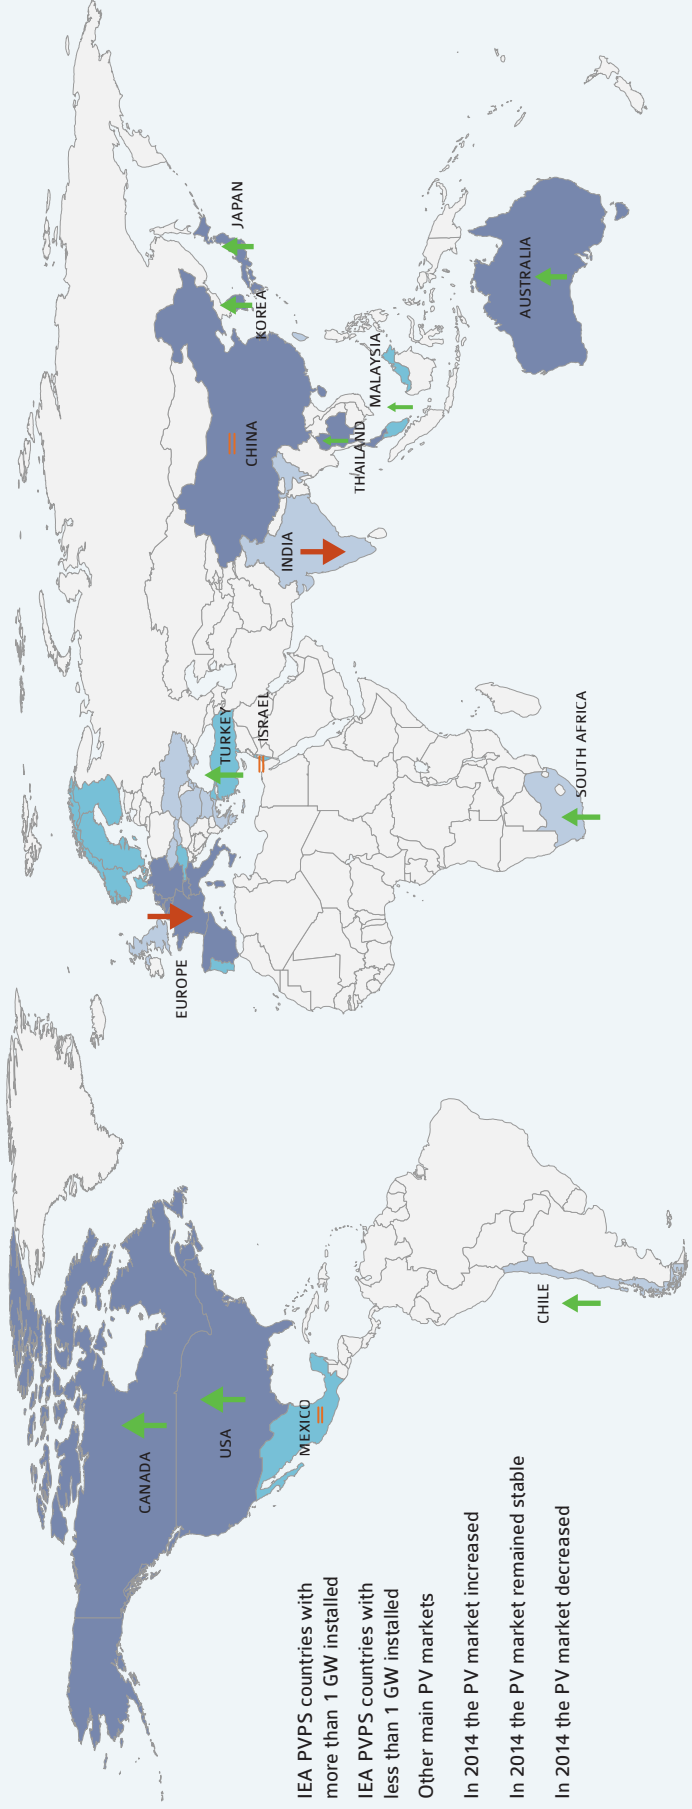 CANADA
USA
MEXICO
CHILE
EUROPE
TURKEY
ISRAEL
SOUTH AFRICA
INDIA
CHINA
THAILAND
MALAYSIA
KOREA
JAPAN
AUSTRALIA
IEA PVPS countries with
more than 1 GW installed
IEA PVPS countries with
less than 1 GW installed
Other main PV markets
In 2014 the PV market increased
In 2014 the PV market remained stable
In 2014 the PV market decreased